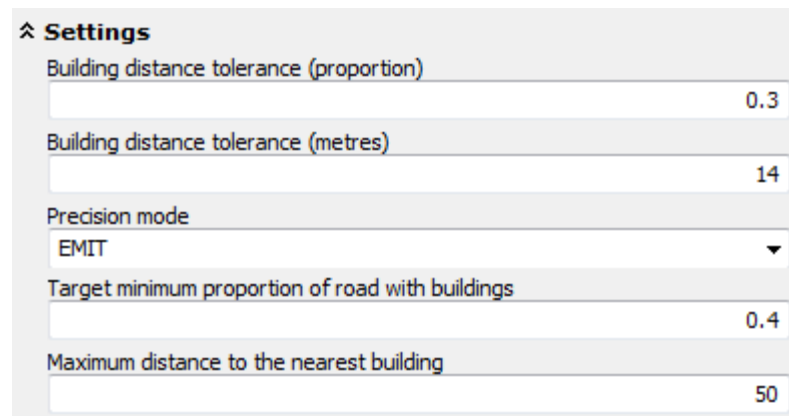 Settings
Building distance tolerance (proportion)
0.3
Building distance tolerance (metres)
14
Precision mode
EMIT
Target minimum proportion of road with buildings
0.4
Maximum distance to the nearest building
50